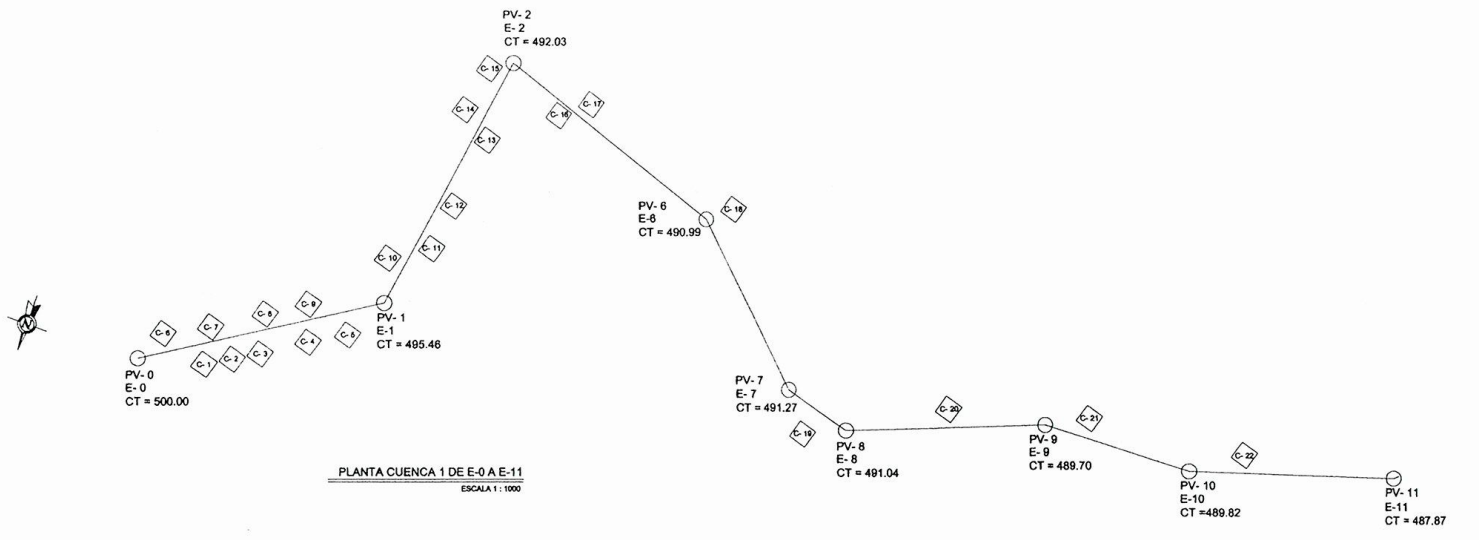 PV- 2
E- 2
CT = 492.03
C- 15
C- 14
C- 13
C- 16
C- 17
C- 12
C- 11
C- 10
PV- 6
E-6
CT = 490.99
C- 18
N
C- 6
C- 7
C- 8
C- 9
PV- 1
E-1
CT = 495.46
C- 1
C- 2
C- 3
C- 4
C- 5
PV- 0
E- 0
CT = 500.00
PV- 7
E- 7
CT = 491.27
C- 19
C- 20
C- 21
PV- 8
E- 8
CT = 491.04
PV- 9
E- 9
CT = 489.70
C- 22
PV- 10
E-10
CT =489.82
PV- 11
E-11
CT = 487.87
PLANTA CUENCA 1 DE E-0 A E-11
ESCALA 1 : 1000